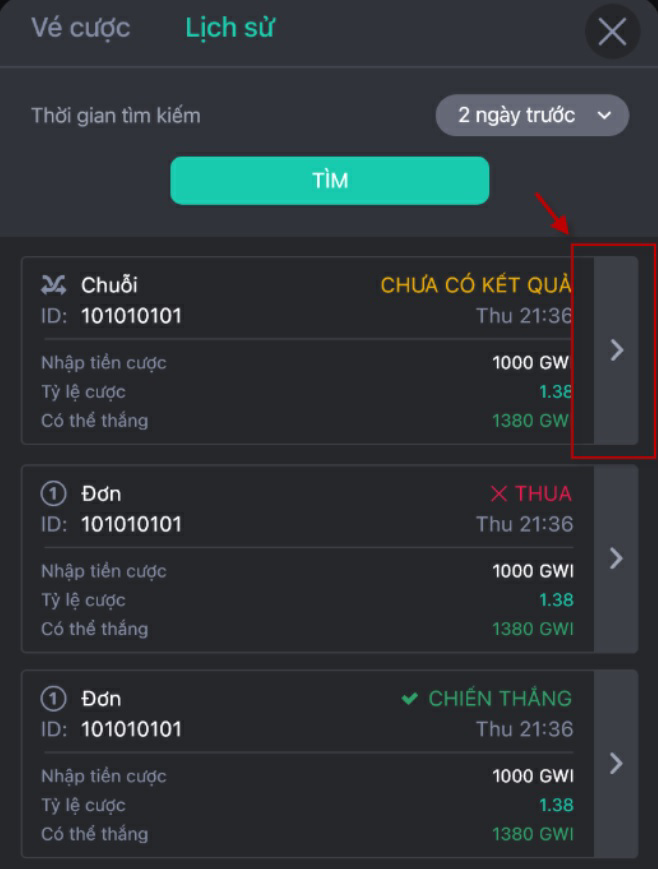 Vé cược Lịch sử
Thời gian tìm kiếm 2 ngày trước
TÌM
Chuỗi CHƯA CÓ KẾT QUẢ
ID: 101010101 Thu 21:36
Nhập tiền cược 1000 GWI
Tỷ lệ cược 1.38
Có thể thắng 1380 GW
1 Đơn THUA
ID: 101010101 Thu 21:36
Nhập tiền cược 1000 GWI
Tỷ lệ cược 1.38
Có thể thắng 1380 GWI
1 Đơn CHIẾN THẮNG
ID: 101010101 Thu 21:36
Nhập tiền cược 1000 GWI
Tỷ lệ cược 1.38
Có thể thắng 1380 GWI